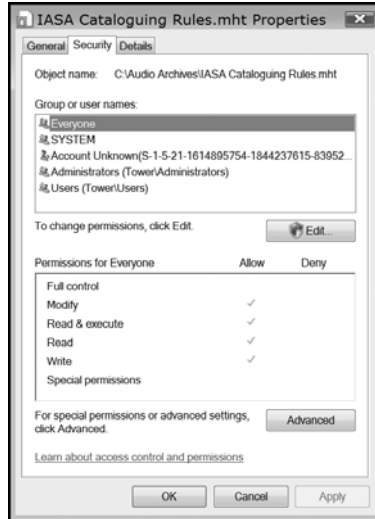 IASA Cataloguing Rules.mht Properties
General Security Details
Object name: C:\Audio Archives\IASA Cataloguing Rules.mht
Group or user names:
Everyone
SYSTEM
Account Unknown(S-1-5-21-1614895754-1844237615-83952...
Administrators (Tower\Administrators)
Users (Tower\Users)
To change permissions, click Edit.
Edit...
Permissions for Everyone Allow Deny
Full control
Modify
Read & execute
Read
Write
Special permissions
For special permissions or advanced settings,
click Advanced.
Advanced
Learn about access control and permissions
OK Cancel Apply